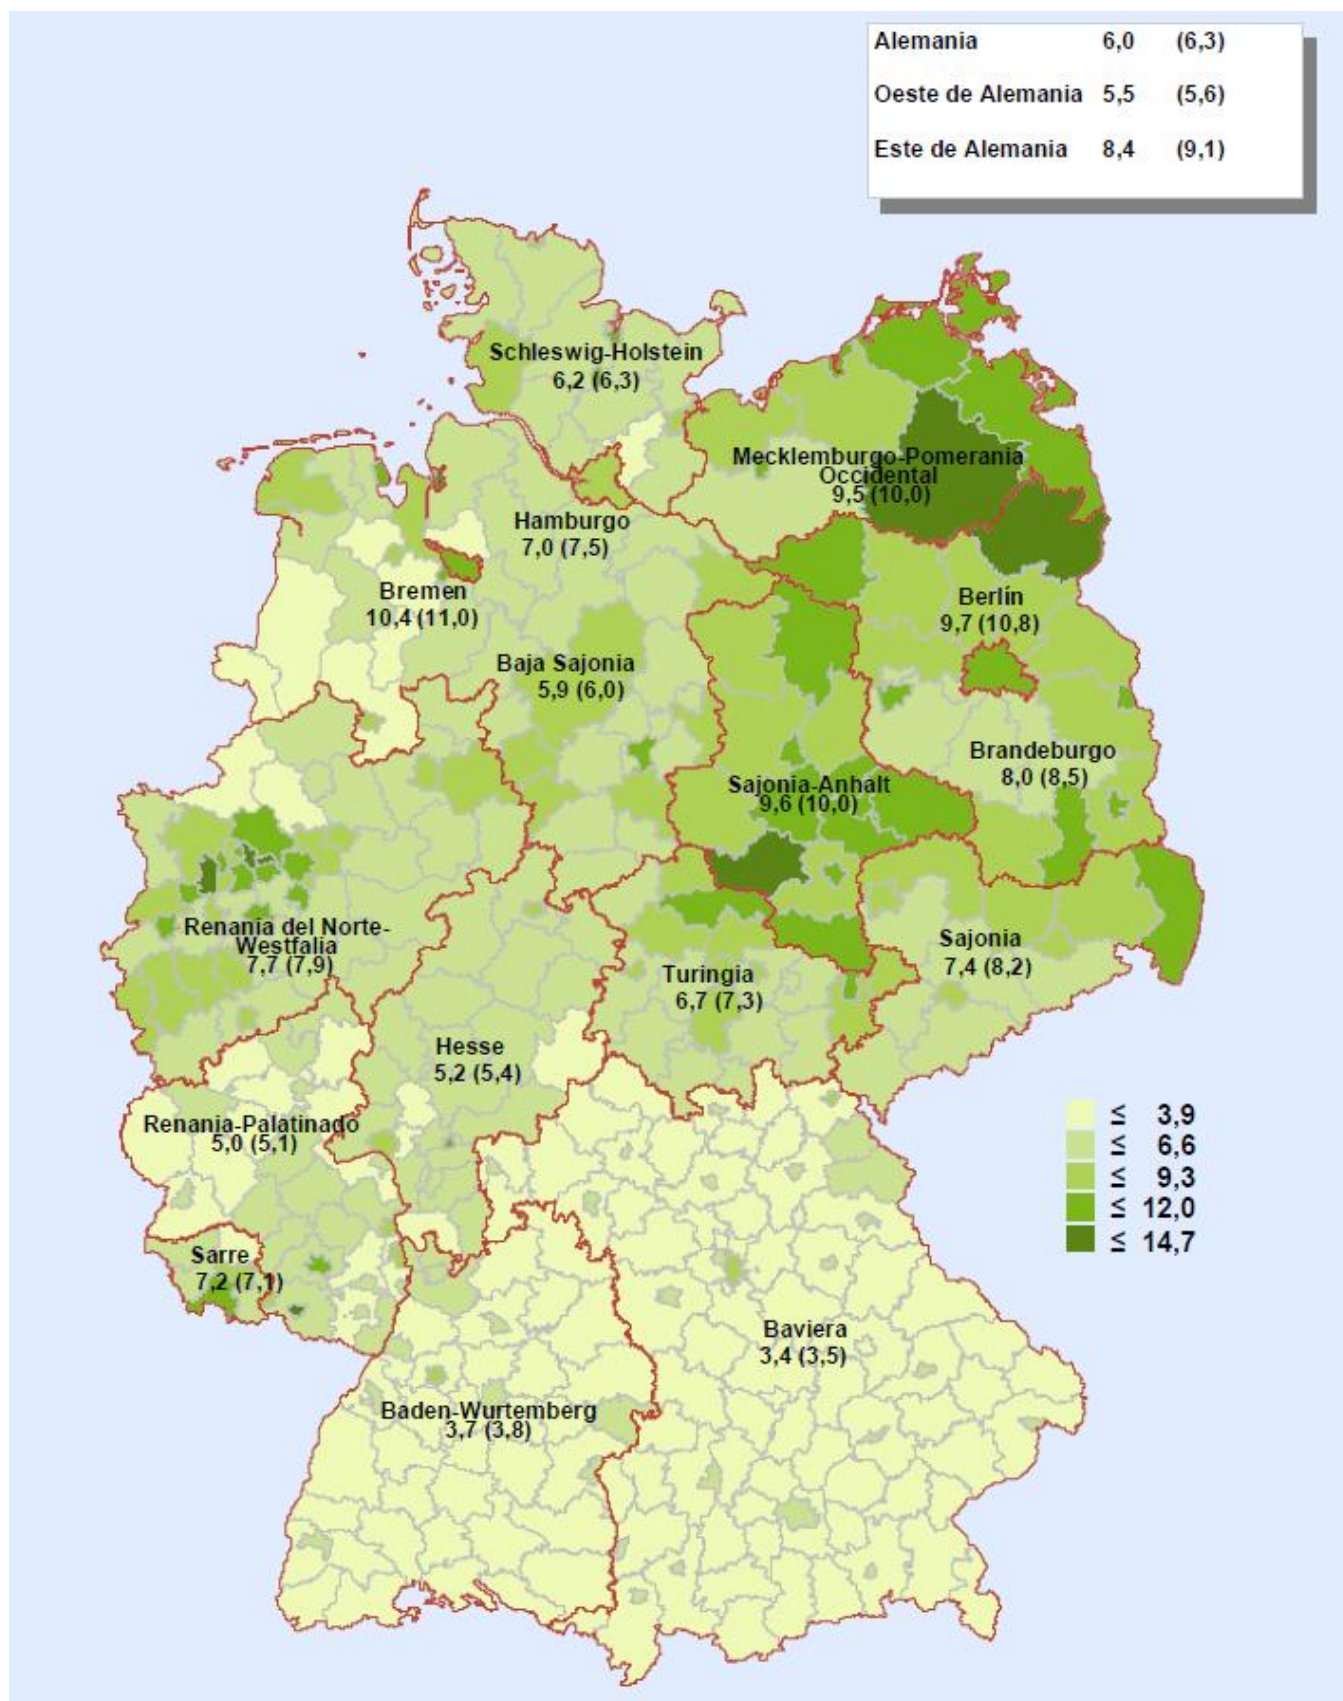 Alemania 6,0 (6,3)
Oeste de Alemania 5,5 (5,6)
Este de Alemania 8,4 (9,1)
Schleswig-Holstein
6,2 (6,3)
Mecklemburgo-Pomerania
Occidental
9,5 (10,0)
Hamburgo
7,0 (7,5)
Bremen
10,4 (11,0)
Berlín
9,7 (10,8)
Baja Sajonia
5,9 (6,0)
Brandeburgo
8,0 (8,5)
Sajonia-Anhalt
9,6 (10,0)
Renania del Norte-
Westfalia
7,7 (7,9)
Sajonia
7,4 (8,2)
Turingia
6,7 (7,3)
Hesse
5,2 (5,4)
Renania-Palatinado
5,0 (5,1)
≤ 3,9
≤ 6,6
≤ 9,3
≤ 12,0
≤ 14,7
Sarre
7,2 (7,1)
Baviera
3,4 (3,5)
Baden-Wurtemberg
3,7 (3,8)